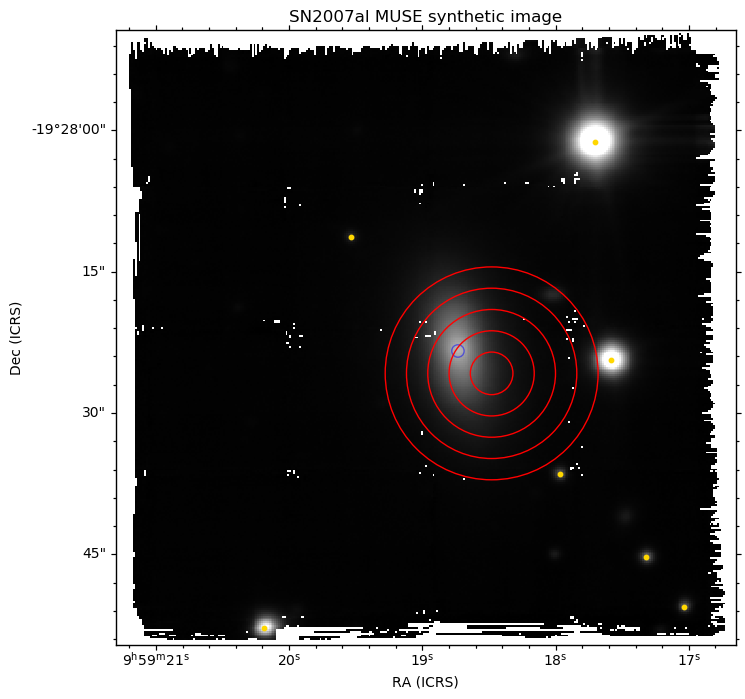 SN2007al MUSE synthetic image
-19°28'00"
15"
30"
45"
Dec (ICRS)
9ʰ59ᵐ21ˢ 20ˢ 19ˢ 18ˢ 17ˢ
RA (ICRS)